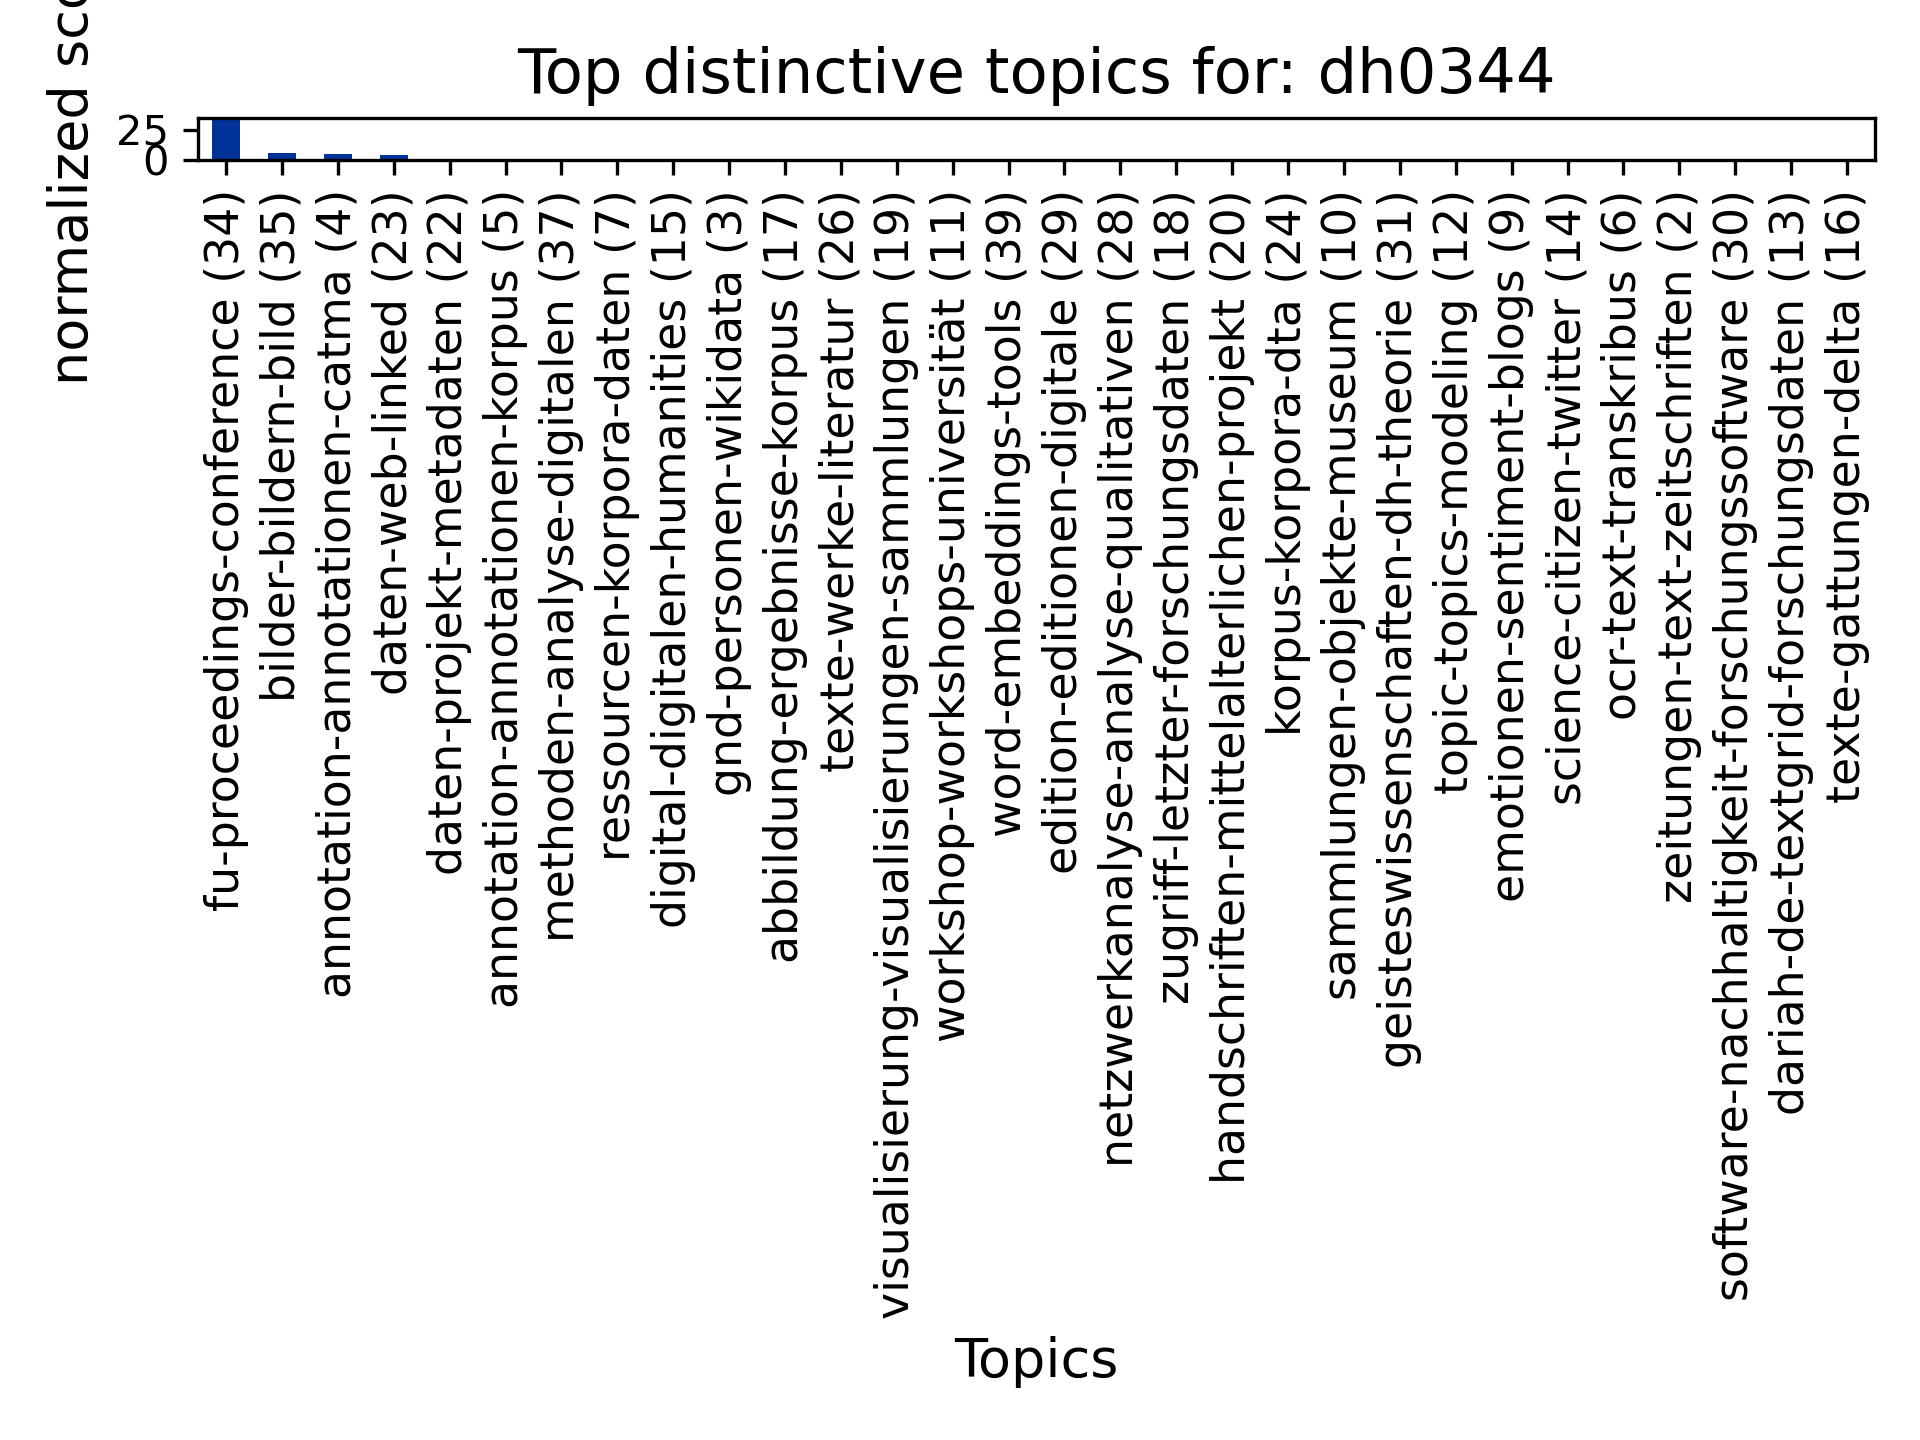 Top distinctive topics for: dh0344
normalized sco
25
0
fu-proceedings-conference (34)
bilder-bildern-bild (35)
annotation-annotationen-catma (4)
daten-web-linked (23)
daten-projekt-metadaten (22)
annotation-annotationen-korpus (5)
methoden-analyse-digitalen (37)
ressourcen-korpora-daten (7)
digital-digitalen-humanities (15)
gnd-personen-wikidata (3)
abbildung-ergebnisse-korpus (17)
texte-werke-literatur (26)
visualisierung-visualisierungen-sammlungen (19)
workshop-workshops-universität (11)
word-embeddings-tools (39)
edition-editionen-digitale (29)
netzwerkanalyse-analyse-qualitativen (28)
zugriff-letzter-forschungsdaten (18)
handschriften-mittelalterlichen-projekt (20)
korpus-korpora-dta (24)
sammlungen-objekte-museum (10)
geisteswissenschaften-dh-theorie (31)
topic-topics-modeling (12)
emotionen-sentiment-blogs (9)
science-citizen-twitter (14)
ocr-text-transkribus (6)
zeitungen-text-zeitschriften (2)
software-nachhaltigkeit-forschungssoftware (30)
dariah-de-textgrid-forschungsdaten (13)
texte-gattungen-delta (16)
Topics